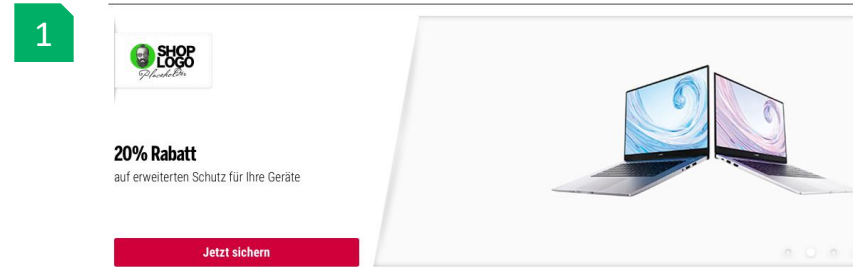 1
SHOP
LOGO
Placeholder
20% Rabatt
auf erweiterten Schutz für Ihre Geräte
Jetzt sichern